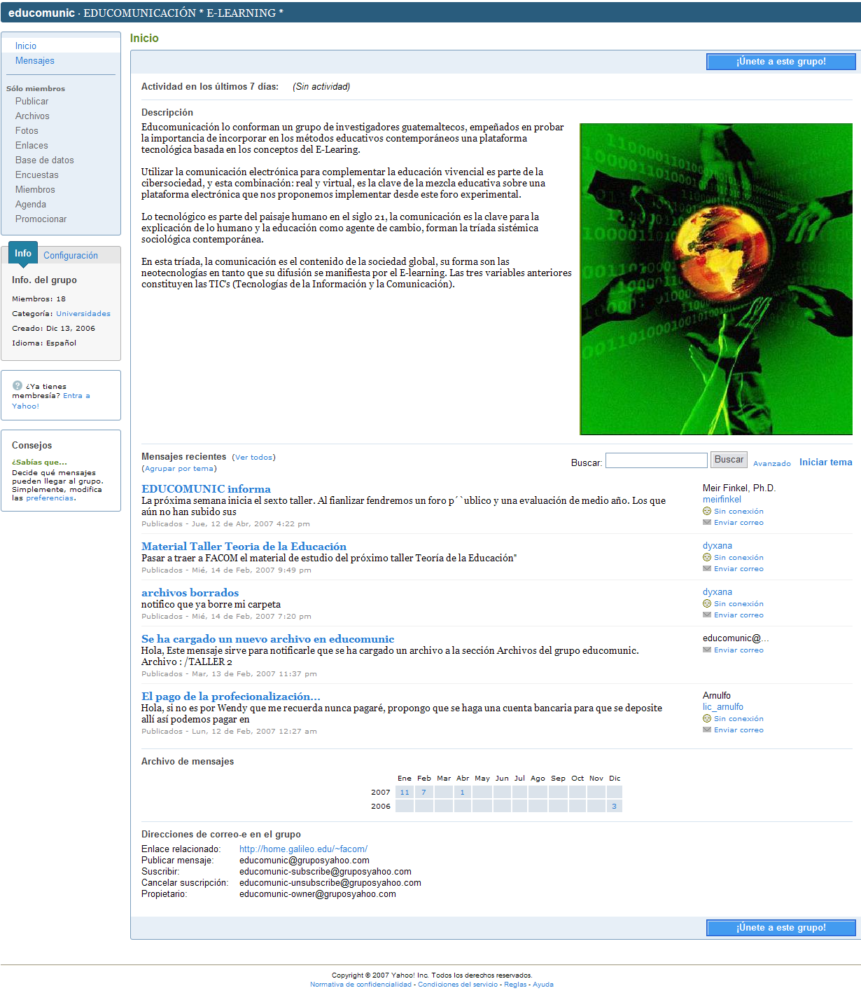 educomunic · EDUCOMUNICACIÓN * E-LEARNING *
Inicio
Mensajes
Sólo miembros
Publicar
Archivos
Fotos
Enlaces
Base de datos
Encuestas
Miembros
Agenda
Promocionar
Info Configuración
Info. del grupo
Miembros: 18
Categoría: Universidades
Creado: Dic 13, 2006
Idioma: Español
¿Ya tienes
membresía? Entra a
Yahoo!
Consejos
¿Sabías que...
Decide qué mensajes
pueden llegar al grupo.
Simplemente, modifica
las preferencias.
Inicio
¡Únete a este grupo!
Actividad en los últimos 7 días: (Sin actividad)
Descripción
Educomunicación lo conforman un grupo de investigadores guatemaltecos, empeñados en probar
la importancia de incorporar en los métodos educativos contemporáneos una plataforma
tecnológica basada en los conceptos del E-Learing.
Utilizar la comunicación electrónica para complementar la educación vivencial es parte de la
cibersociedad, y esta combinación: real y virtual, es la clave de la mezcla educativa sobre una
plataforma electrónica que nos proponemos implementar desde este foro experimental.
Lo tecnológico es parte del paisaje humano en el siglo 21, la comunicación es la clave para la
explicación de lo humano y la educación como agente de cambio, forman la tríada sistémica
sociológica contemporánea.
En esta tríada, la comunicación es el contenido de la sociedad global, su forma son las
neotecnologías en tanto que su difusión se manifiesta por el E-learning. Las tres variables anteriores
constituyen las TIC's (Tecnologías de la Información y la Comunicación).
Mensajes recientes (Ver todos)
(Agrupar por tema)
Buscar: Buscar Avanzado Iniciar tema
EDUCOMUNIC informa
La próxima semana inicia el sexto taller. Al fianlizar fendremos un foro p´`ublico y una evaluación de medio año. Los que
aún no han subido sus
Publicados - Jue, 12 de Abr, 2007 4:22 pm
Meir Finkel, Ph.D.
meirfinkel
Sin conexión
Enviar correo
Material Taller Teoria de la Educación
Pasar a traer a FACOM el material de estudio del próximo taller Teoría de la Educación"
Publicados - Mié, 14 de Feb, 2007 9:49 pm
dyxana
Sin conexión
Enviar correo
archivos borrados
notifico que ya borre mi carpeta
Publicados - Mié, 14 de Feb, 2007 7:20 pm
dyxana
Sin conexión
Enviar correo
Se ha cargado un nuevo archivo en educomunic
Hola, Este mensaje sirve para notificarle que se ha cargado un archivo a la sección Archivos del grupo educomunic.
Archivo : /TALLER 2
Publicados - Mar, 13 de Feb, 2007 11:37 pm
educomunic@...
Enviar correo
El pago de la profecionalización...
Hola, si no es por Wendy que me recuerda nunca pagaré, propongo que se haga una cuenta bancaria para que se deposite
allí así podemos pagar en
Publicados - Lun, 12 de Feb, 2007 12:27 am
Arnulfo
lic_arnulfo
Sin conexión
Enviar correo
Archivo de mensajes
Ene Feb Mar Abr May Jun Jul Ago Sep Oct Nov Dic
2007 11 7 1
2006 3
Direcciones de correo-e en el grupo
Enlace relacionado: http://home.galileo.edu/~facom/
Publicar mensaje: educomunic@gruposyahoo.com
Suscribir: educomunic-subscribe@gruposyahoo.com
Cancelar suscripción: educomunic-unsubscribe@gruposyahoo.com
Propietario: educomunic-owner@gruposyahoo.com
¡Únete a este grupo!
Copyright © 2007 Yahoo! Inc. Todos los derechos reservados.
Normativa de confidencialidad - Condiciones del servicio - Reglas - Ayuda